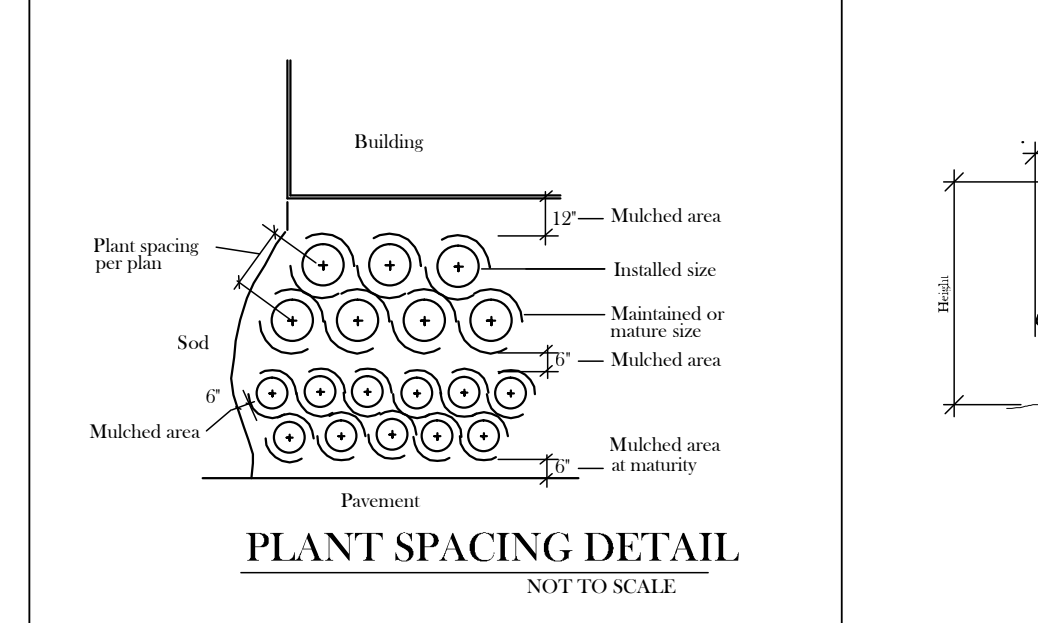 Building
12"
Mulched area
Plant spacing
per plan
Installed size
Height
Maintained or
mature size
Sod
6"
Mulched area
6"
Mulched area
Mulched area
at maturity
6"
Pavement
PLANT SPACING DETAIL
NOT TO SCALE